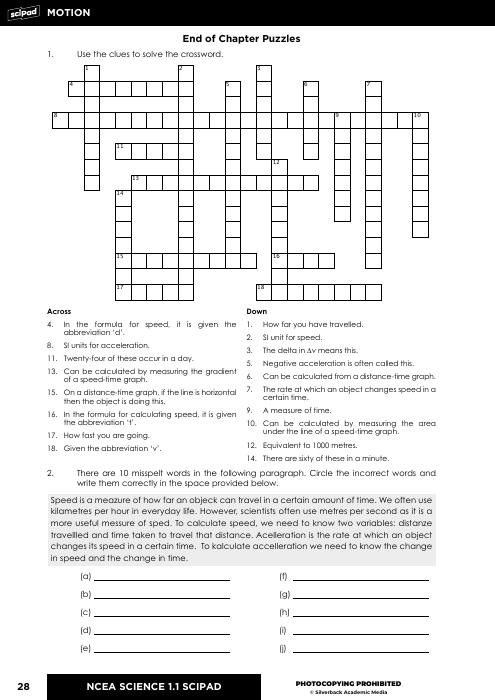 scipad MOTION
End of Chapter Puzzles
1. Use the clues to solve the crossword.
1 2 3
4 5 6 7
8 9 10
11
12
13
14
15 16
17 18
Across
4. In the formula for speed, it is given the
abbreviation 'd'.
8. SI units for acceleration.
11. Twenty-four of these occur in a day.
13. Can be calculated by measuring the gradient
of a speed-time graph.
15. On a distance-time graph, if the line is horizontal
then the object is doing this.
16. In the formula for calculating speed, it is given
the abbreviation 't'.
17. How fast you are going.
18. Given the abbreviation 'v'.
Down
1. How far you have travelled.
2. SI unit for speed.
3. The delta in Δv means this.
5. Negative acceleration is often called this.
6. Can be calculated from a distance-time graph.
7. The rate at which an object changes speed in a
certain time.
9. A measure of time.
10. Can be calculated by measuring the area
under the line of a speed-time graph.
12. Equivalent to 1000 metres.
14. There are sixty of these in a minute.
2. There are 10 misspelt words in the following paragraph. Circle the incorrect words and
write them correctly in the space provided below.
Speed is a meazure of how far an objeck can travel in a certain amount of time. We often use
kilametres per hour in everyday life. However, scientists often use metres per second as it is a
more useful messure of sped. To calculate speed, we need to know two variables: distanze
travellled and time taken to travel that distance. Acelleration is the rate at which an object
changes its speed in a certain time. To kalculate accelleration we need to know the change
in speed and the change in time.
(a) (f)
(b) (g)
(c) (h)
(d) (i)
(e) (j)
28 NCEA SCIENCE 1.1 SCIPAD PHOTOCOPYING PROHIBITED
© Silverback Academic Media